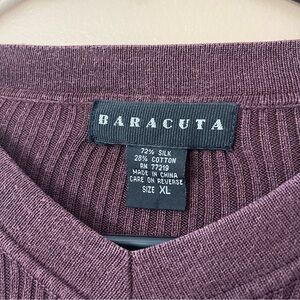 BARACUTA
72% SILK
28% COTTON
RN 77219
MADE IN CHINA
CARE ON REVERSE
SIZE XL